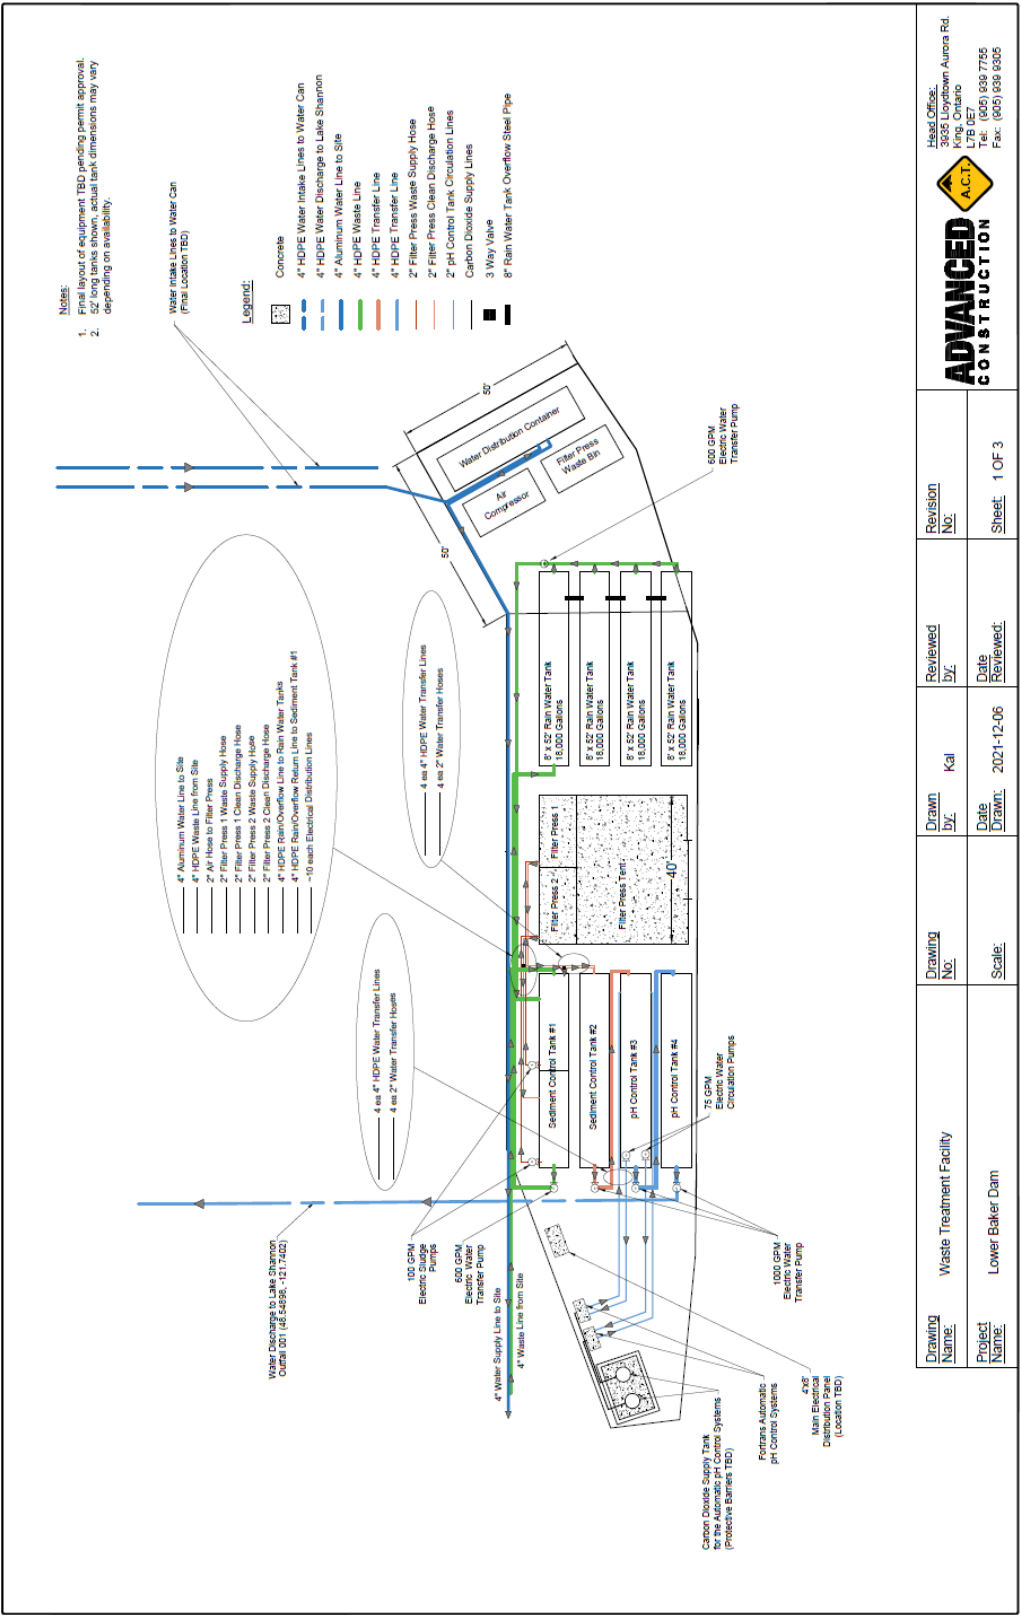 Notes:
1. Final layout of equipment TBD pending permit approval.
2. 52' long tanks shown, actual tank dimensions may vary
depending on availability.
Water Intake Lines to Water Can
(Final Location TBD)
Legend:
Concrete
4" HDPE Water Intake Lines to Water Can
4" HDPE Water Discharge to Lake Shannon
4" Aluminum Water Line to Site
4" HDPE Waste Line
4" HDPE Transfer Line
4" HDPE Transfer Line
2" Filter Press Waste Supply Hose
2" Filter Press Clean Discharge Hose
2" pH Control Tank Circulation Lines
Carbon Dioxide Supply Lines
3 Way Valve
8" Rain Water Tank Overflow Steel Pipe
4" Aluminum Water Line to Site
4" HDPE Waste Line from Site
2" Air Hose to Filter Press
2" Filter Press 1 Waste Supply Hose
2" Filter Press 1 Clean Discharge Hose
2" Filter Press 2 Waste Supply Hose
2" Filter Press 2 Clean Discharge Hose
4" HDPE Rain/Overflow Line to Rain Water Tanks
4" HDPE Rain/Overflow Return Line to Sediment Tank #1
~10 each Electrical Distribution Lines
4 ea 4" HDPE Water Transfer Lines
4 ea 2" Water Transfer Hoses
4 ea 4" HDPE Water Transfer Lines
4 ea 2" Water Transfer Hoses
50'
50'
Water Distribution Container
Air
Compressor
Filter Press
Waste Bin
600 GPM
Electric Water
Transfer Pump
8' x 52' Rain Water Tank
18,000 Gallons
8' x 52' Rain Water Tank
18,000 Gallons
8' x 52' Rain Water Tank
18,000 Gallons
8' x 52' Rain Water Tank
18,000 Gallons
Filter Press 2
Filter Press 1
Filter Press Tent
40'
Sediment Control Tank #1
Sediment Control Tank #2
pH Control Tank #3
pH Control Tank #4
75 GPM
Electric Water
Circulation Pumps
Water Discharge to Lake Shannon
Outfall 001 (48.54898, -121.7402)
100 GPM
Electric Sludge
Pumps
600 GPM
Electric Water
Transfer Pump
4" Water Supply Line to Site
4" Waste Line from Site
1000 GPM
Electric Water
Transfer Pump
4'x8'
Main Electrical
Distribution Panel
(Location TBD)
Fortrans Automatic
pH Control Systems
Carbon Dioxide Supply Tank
for the Automatic pH Control Systems
(Protective Barriers TBD)
Drawing
Name:
Waste Treatment Facility
Project
Name:
Lower Baker Dam
Drawing
No:
Scale:
Drawn
by:
Kal
Date
Drawn:
2021-12-06
Reviewed
by:
Date
Reviewed:
Revision
No:
Sheet: 1 OF 3
ADVANCED
CONSTRUCTION
A.C.T.
Head Office:
3935 Lloydtown Aurora Rd.
King, Ontario
L7B 0E7
Tel: (905) 939 7755
Fax: (905) 939 9305